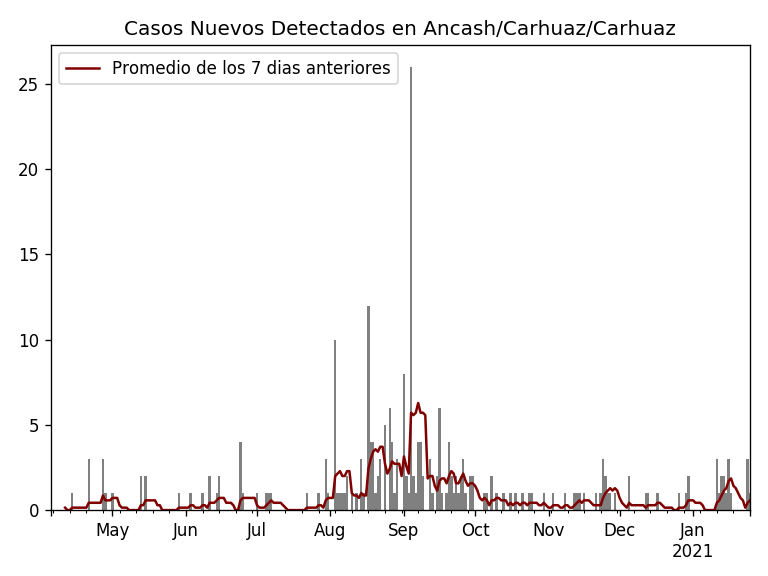 Casos Nuevos Detectados en Ancash/Carhuaz/Carhuaz
Promedio de los 7 dias anteriores
25
20
15
10
5
0
May Jun Jul Aug Sep Oct Nov Dec Jan
2021